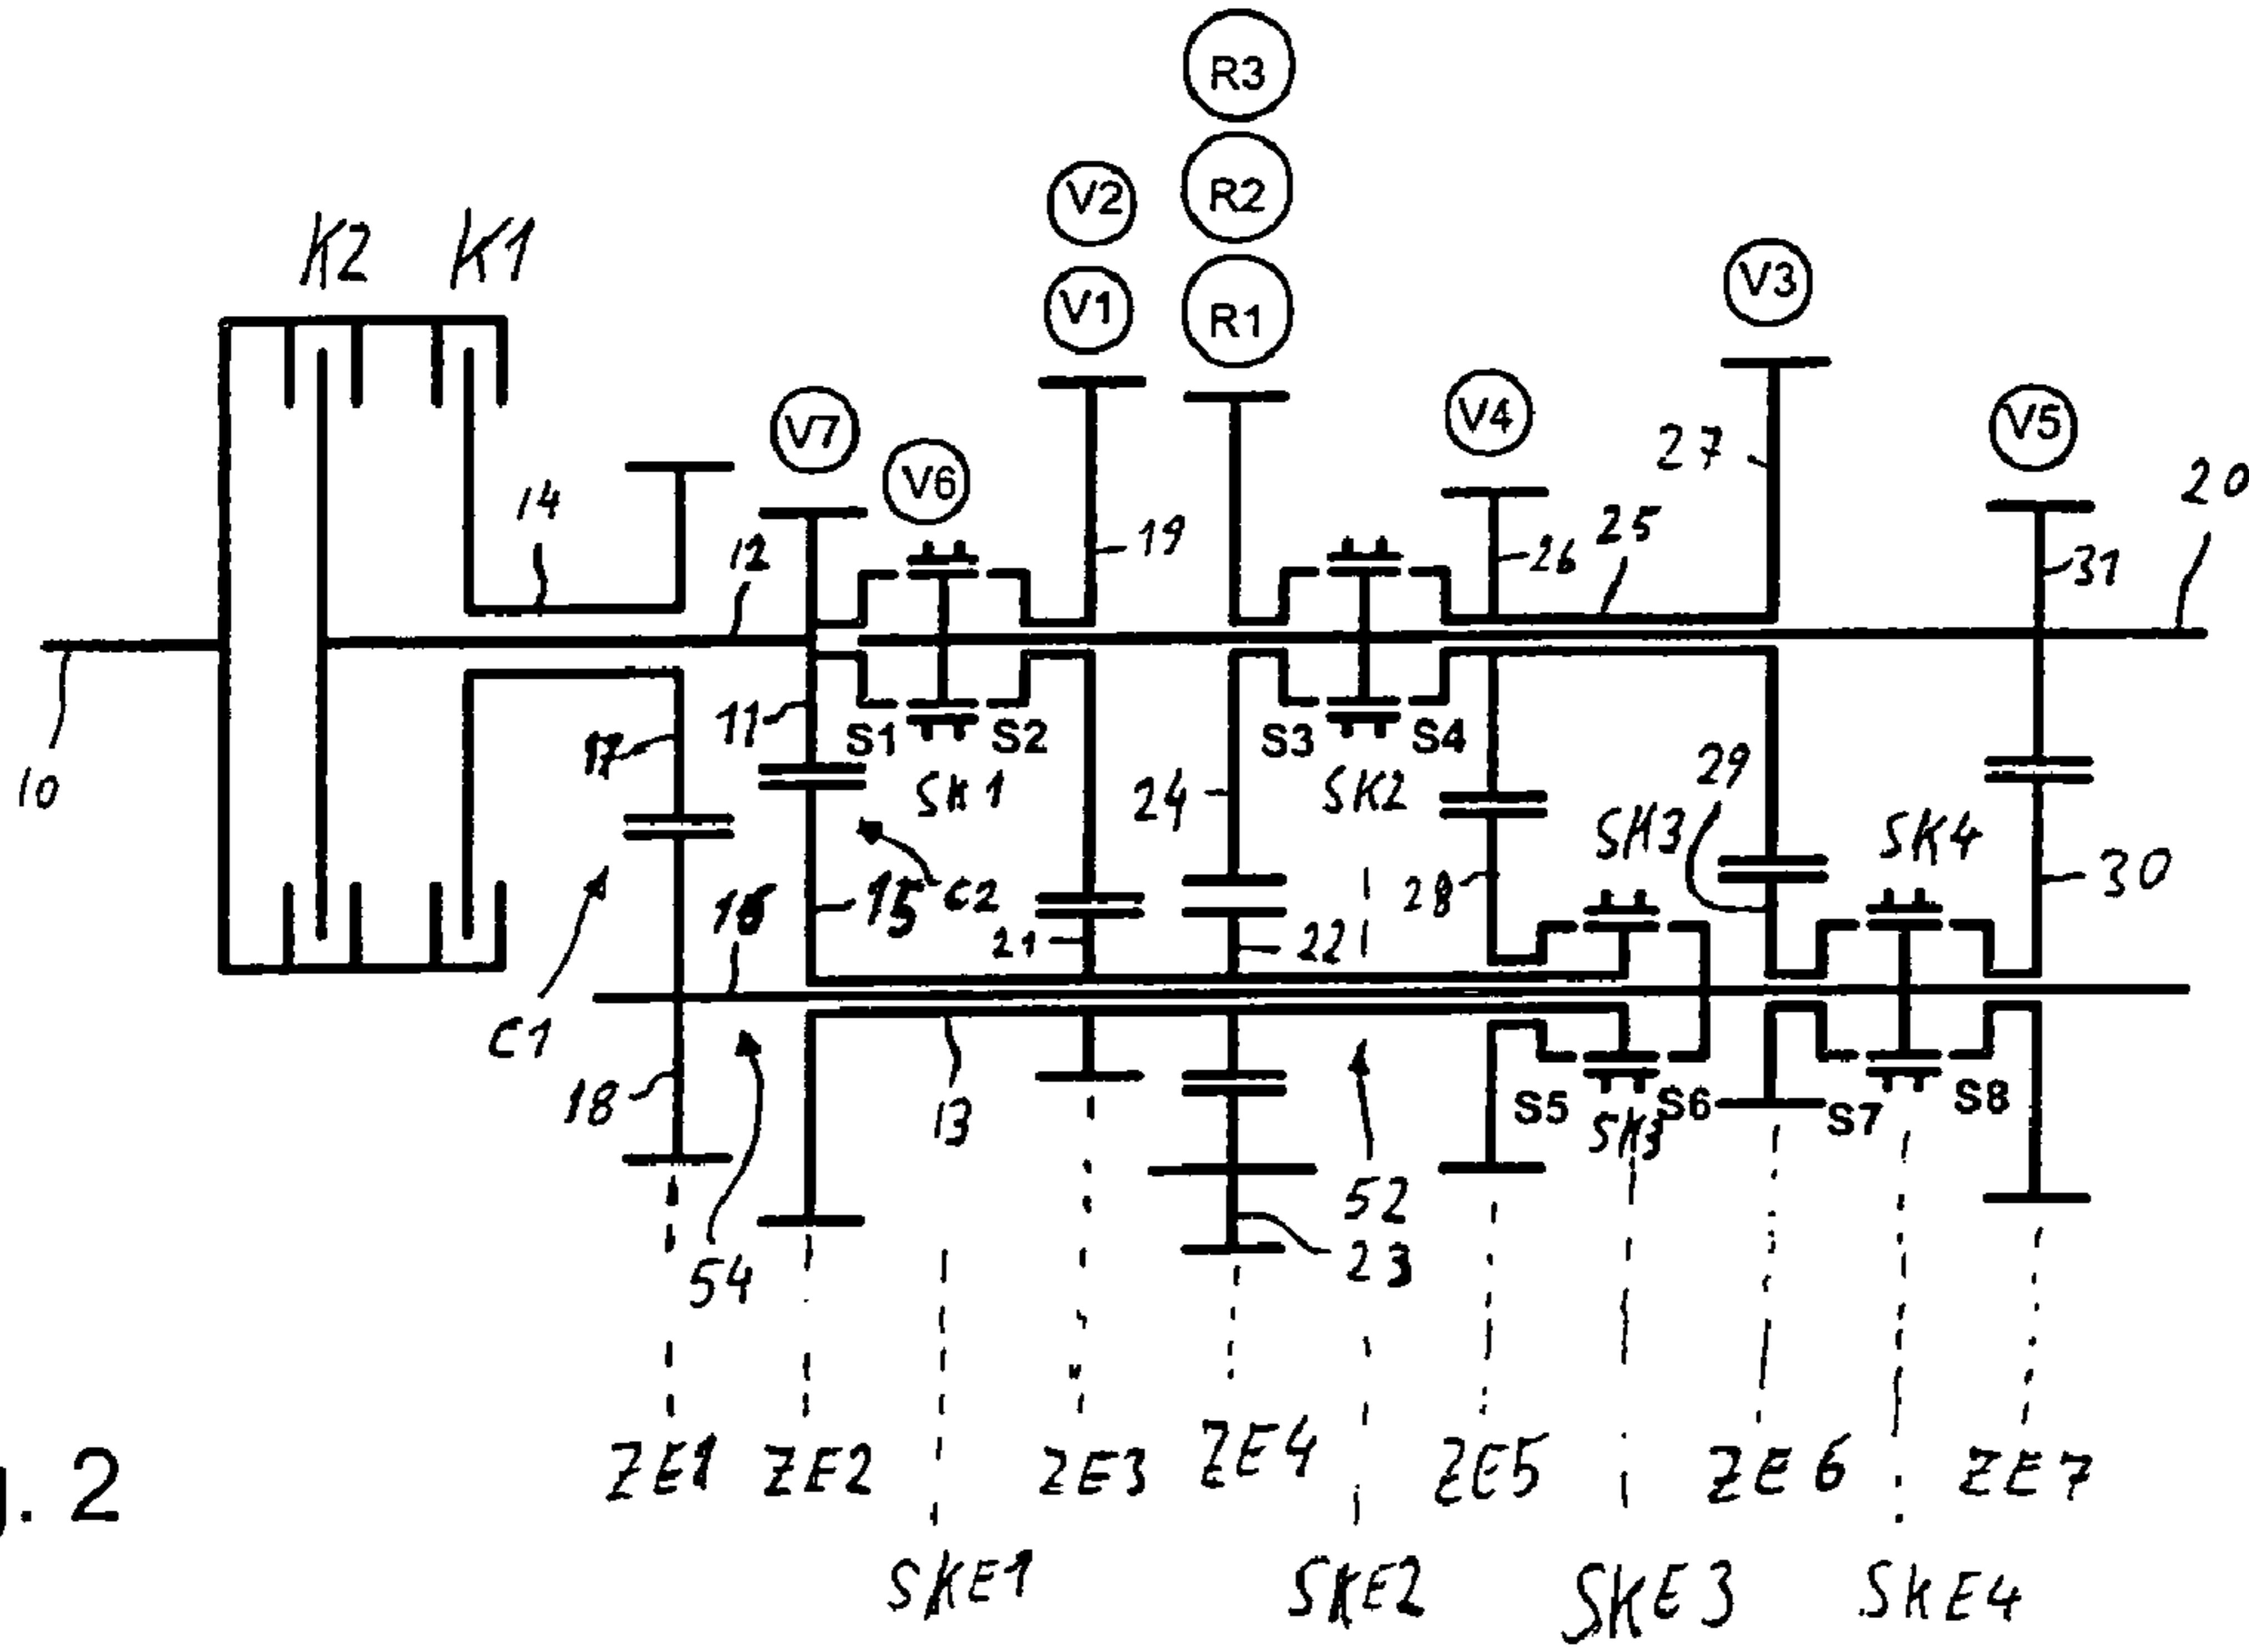 R3
R2
V2
K2 K1
V1 R1 V3
V7 V6 V4 V5
27 20
14 12 19 26 25 31
11 S1 S2 S3 S4
17
10 SK1 24 SK2 29
SK3 SK4
16 15 C2 21 22 28 30
C1
18 13 S5 S6 S7 S8
SK3
54 52
23
ZE1 ZE2 ZE3 ZE4 ZE5 ZE6 ZE7
. 2
SKE1 SKE2 SKE3 SKE4